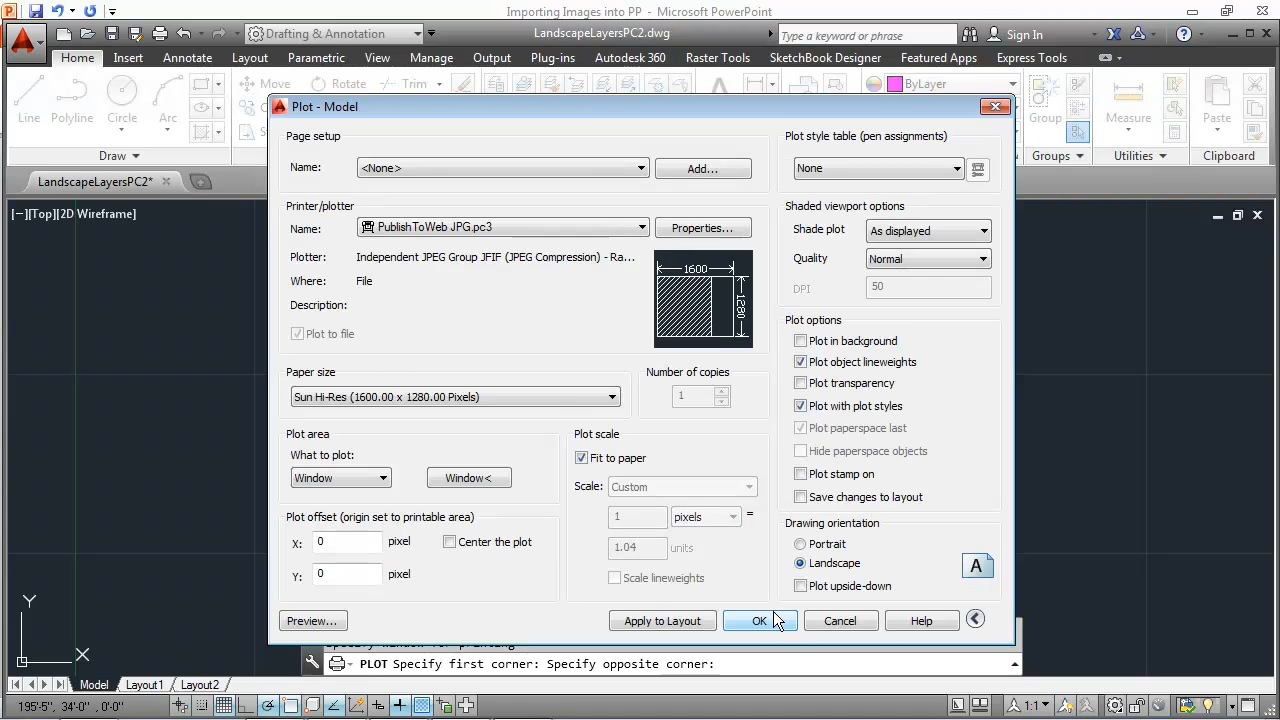 Importing Images into PP - Microsoft PowerPoint
Drafting & Annotation
LandscapeLayersPC2.dwg
Type a keyword or phrase
Sign In
Home Insert Annotate Layout Parametric View Manage Output Plug-ins Autodesk 360 Raster Tools SketchBook Designer Featured Apps Express Tools
Move Rotate Trim ByLayer
Line Polyline Circle Arc Group Measure Paste
Draw Groups Utilities Clipboard
LandscapeLayersPC2*
[−][Top][2D Wireframe]
Plot - Model
Page setup
Name: <None> Add...
Printer/plotter
Name: PublishToWeb JPG.pc3 Properties...
Plotter: Independent JPEG Group JFIF (JPEG Compression) - Ra...
Where: File
Description:
Plot to file
1600
1280
Paper size
Sun Hi-Res (1600.00 x 1280.00 Pixels)
Number of copies
1
Plot area
What to plot:
Window Window<
Plot offset (origin set to printable area)
X: 0 pixel Center the plot
Y: 0 pixel
Plot scale
Fit to paper
Scale: Custom
1 pixels =
1.04 units
Scale lineweights
Plot style table (pen assignments)
None
Shaded viewport options
Shade plot As displayed
Quality Normal
DPI 50
Plot options
Plot in background
Plot object lineweights
Plot transparency
Plot with plot styles
Plot paperspace last
Hide paperspace objects
Plot stamp on
Save changes to layout
Drawing orientation
Portrait
Landscape
Plot upside-down
A
Preview... Apply to Layout OK Cancel Help
Y
X
PLOT Specify first corner: Specify opposite corner:
Model Layout1 Layout2
195'-5", 34'-0" , 0'-0"
1:1